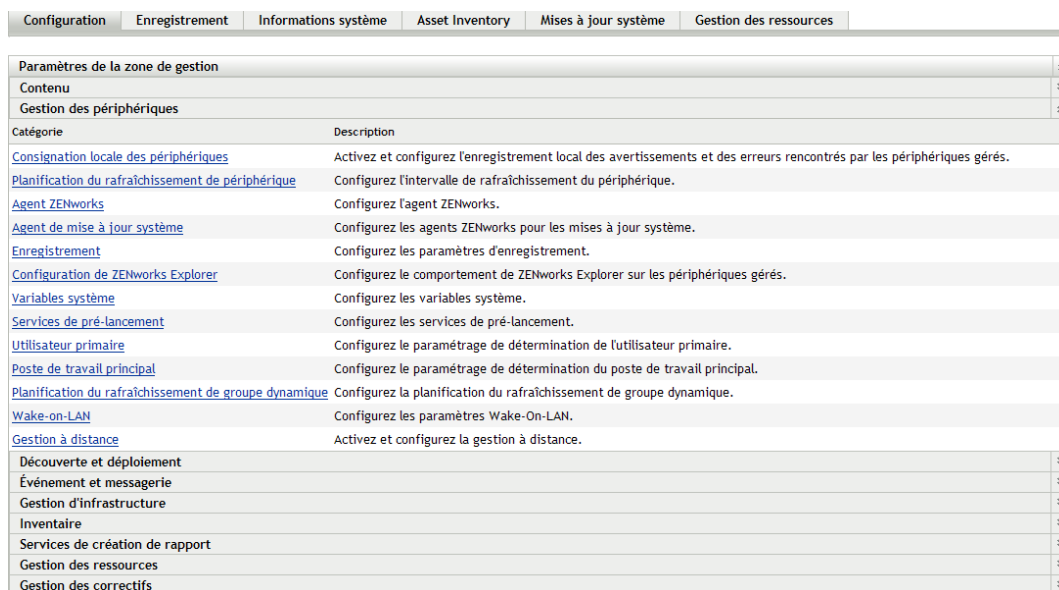 Configuration Enregistrement Informations système Asset Inventory Mises à jour système Gestion des ressources
Paramètres de la zone de gestion
Contenu
Gestion des périphériques
Catégorie Description
Consignation locale des périphériques Activez et configurez l'enregistrement local des avertissements et des erreurs rencontrés par les périphériques gérés.
Planification du rafraîchissement de périphérique Configurez l'intervalle de rafraîchissement du périphérique.
Agent ZENworks Configurez l'agent ZENworks.
Agent de mise à jour système Configurez les agents ZENworks pour les mises à jour système.
Enregistrement Configurez les paramètres d'enregistrement.
Configuration de ZENworks Explorer Configurez le comportement de ZENworks Explorer sur les périphériques gérés.
Variables système Configurez les variables système.
Services de pré-lancement Configurez les services de pré-lancement.
Utilisateur primaire Configurez le paramétrage de détermination de l'utilisateur primaire.
Poste de travail principal Configurez le paramétrage de détermination du poste de travail principal.
Planification du rafraîchissement de groupe dynamique Configurez la planification du rafraîchissement de groupe dynamique.
Wake-on-LAN Configurez les paramètres Wake-On-LAN.
Gestion à distance Activez et configurez la gestion à distance.
Découverte et déploiement
Événement et messagerie
Gestion d'infrastructure
Inventaire
Services de création de rapport
Gestion des ressources
Gestion des correctifs